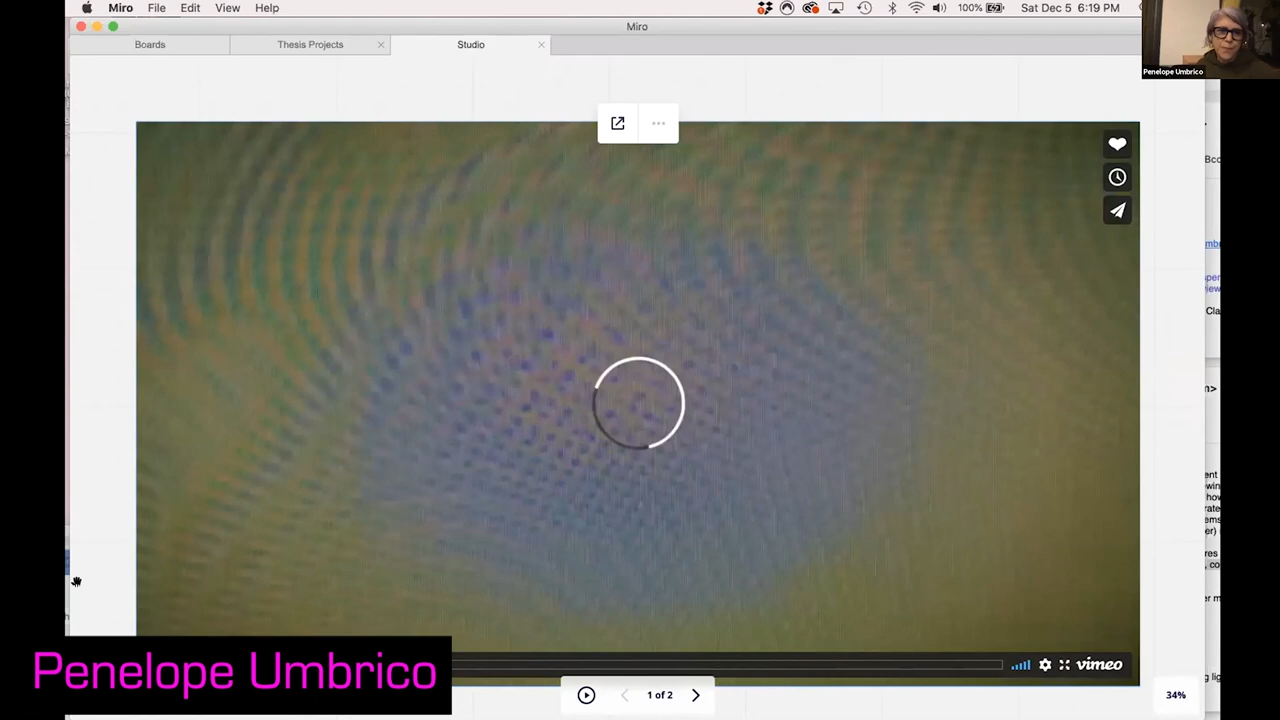 Miro File Edit View Help 100% Sat Dec 5 6:19 PM
Miro
Boards Thesis Projects Studio
Penelope Umbrico
Cla
m>
vimeo
Penelope Umbrico
1 of 2
34%